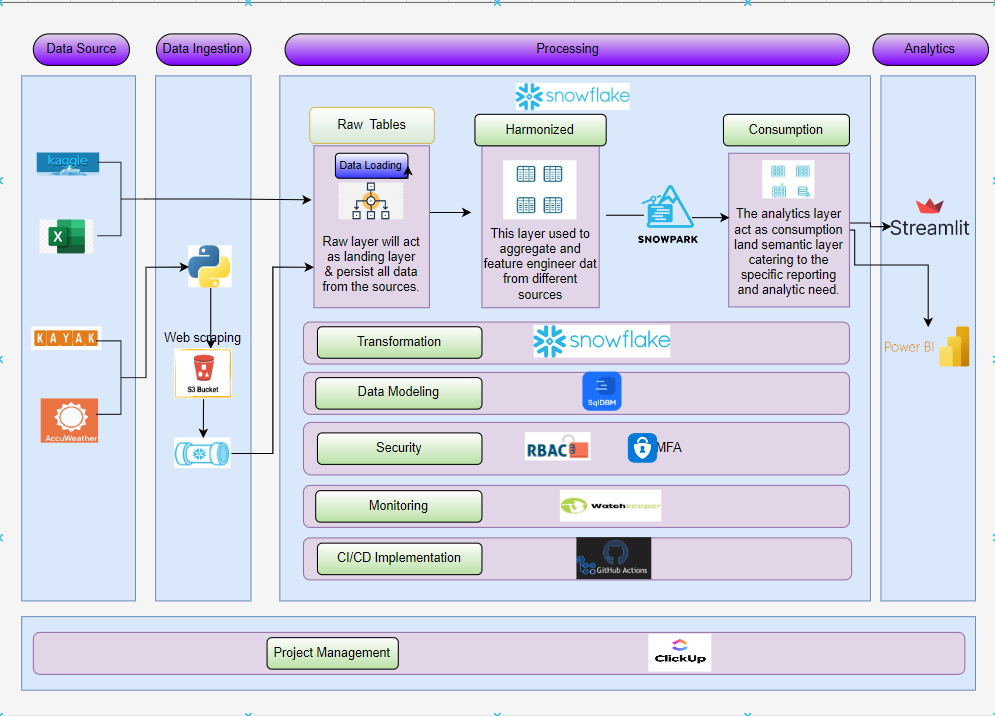 Data Source
Data Ingestion
Processing
Analytics
snowflake
Raw Tables
Harmonized
Consumption
kaggle
X
Data Loading
Raw layer will act
as landing layer
& persist all data
from the sources.
This layer used to
aggregate and
feature engineer dat
from different
sources
SNOWPARK
The analytics layer
act as consumption
land semantic layer
catering to the
specific reporting
and analytic need.
Streamlit
Power BI
KAYAK
Web scraping
S3 Bucket
AccuWeather
Transformation
snowflake
Data Modeling
SqlDBM
Security
RBAC
MFA
Monitoring
Watchkeeper
CI/CD Implementation
GitHub Actions
Project Management
ClickUp